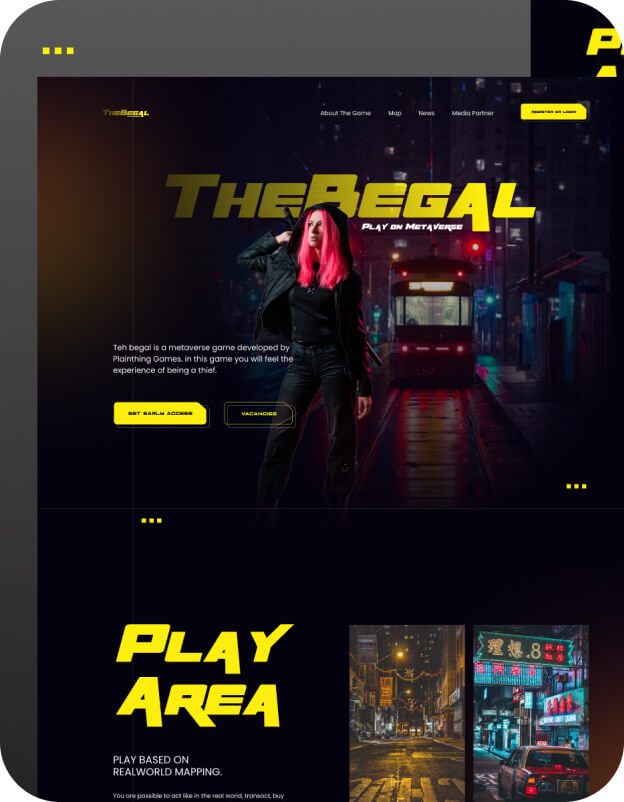 TheBegal
About The Game
Map
News
Media Partner
Register or Login
TheBegal
Play on Metaverse
Teh begal is a metaverse game developed by
Plainthing Games. in this game you will feel the
experience of being a thief.
Get Early Access
Vacancies
Play
Area
理想.8
PLAY BASED ON
REALWORLD MAPPING.
You are possible to act like in the real world, transact, buy